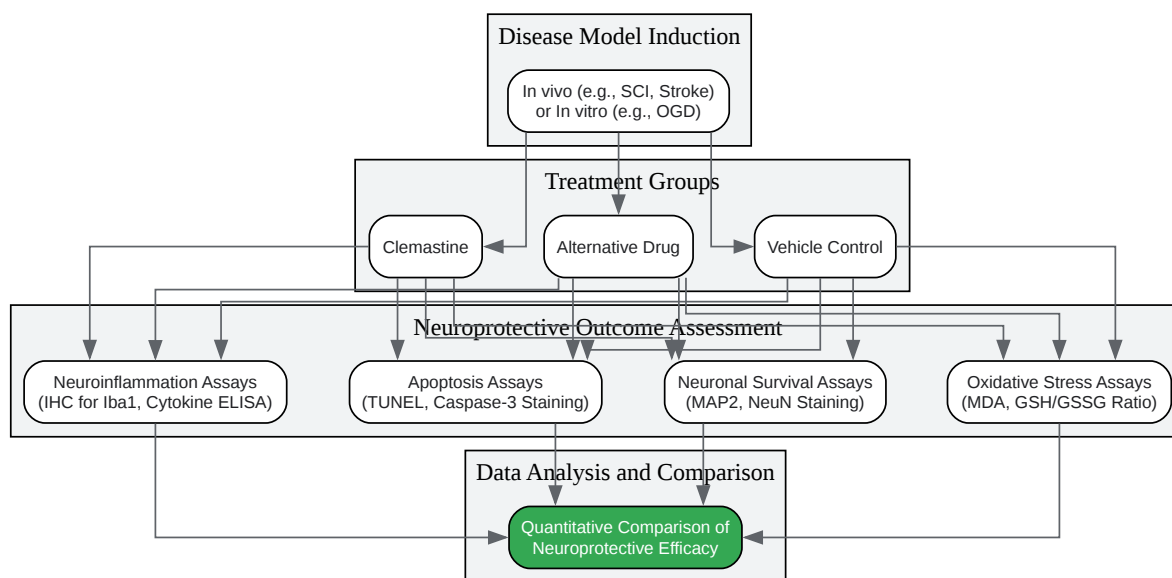 Disease Model Induction
In vivo (e.g., SCI, Stroke)
or In vitro (e.g., OGD)
Treatment Groups
Clemastine
Alternative Drug
Vehicle Control
Neuroprotective Outcome Assessment
Neuroinflammation Assays
(IHC for Iba1, Cytokine ELISA)
Apoptosis Assays
(TUNEL, Caspase-3 Staining)
Neuronal Survival Assays
(MAP2, NeuN Staining)
Oxidative Stress Assays
(MDA, GSH/GSSG Ratio)
Data Analysis and Comparison
Quantitative Comparison of
Neuroprotective Efficacy